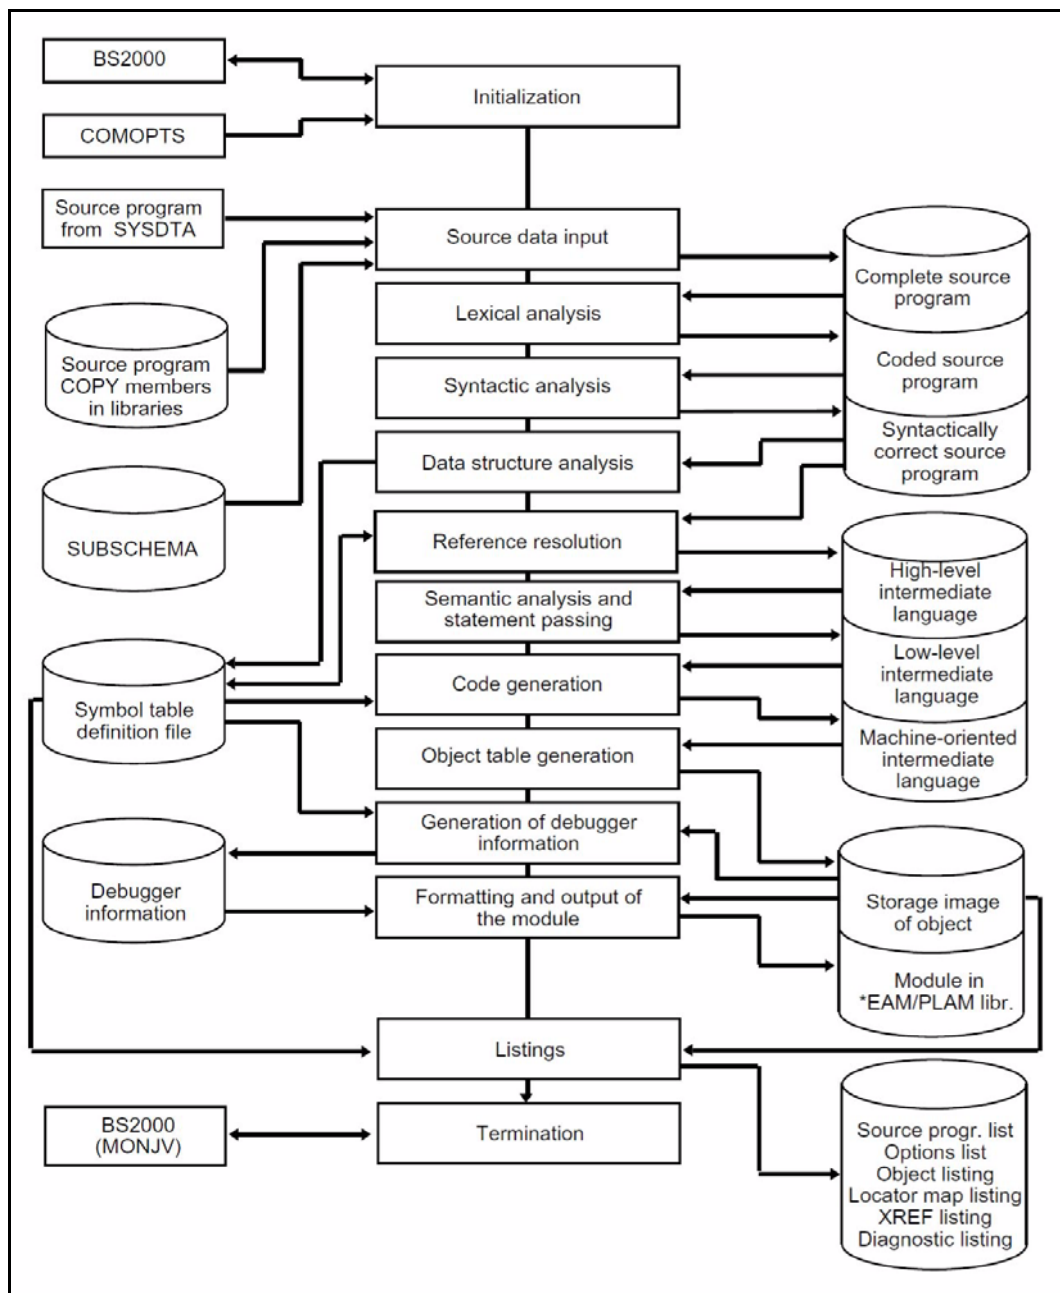 BS2000
Initialization
COMOPTS
Source program
from SYSDTA
Source data input
Complete source
program
Lexical analysis
Source program
COPY members
in libraries
Coded source
program
Syntactic analysis
Syntactically
correct source
program
Data structure analysis
SUBSCHEMA
Reference resolution
High-level
intermediate
language
Semantic analysis and
statement passing
Low-level
intermediate
language
Symbol table
definition file
Code generation
Machine-oriented
intermediate
language
Object table generation
Generation of debugger
information
Debugger
information
Formatting and output of
the module
Storage image
of object
Module in
*EAM/PLAM libr.
Listings
BS2000
(MONJV)
Termination
Source progr. list
Options list
Object listing
Locator map listing
XREF listing
Diagnostic listing